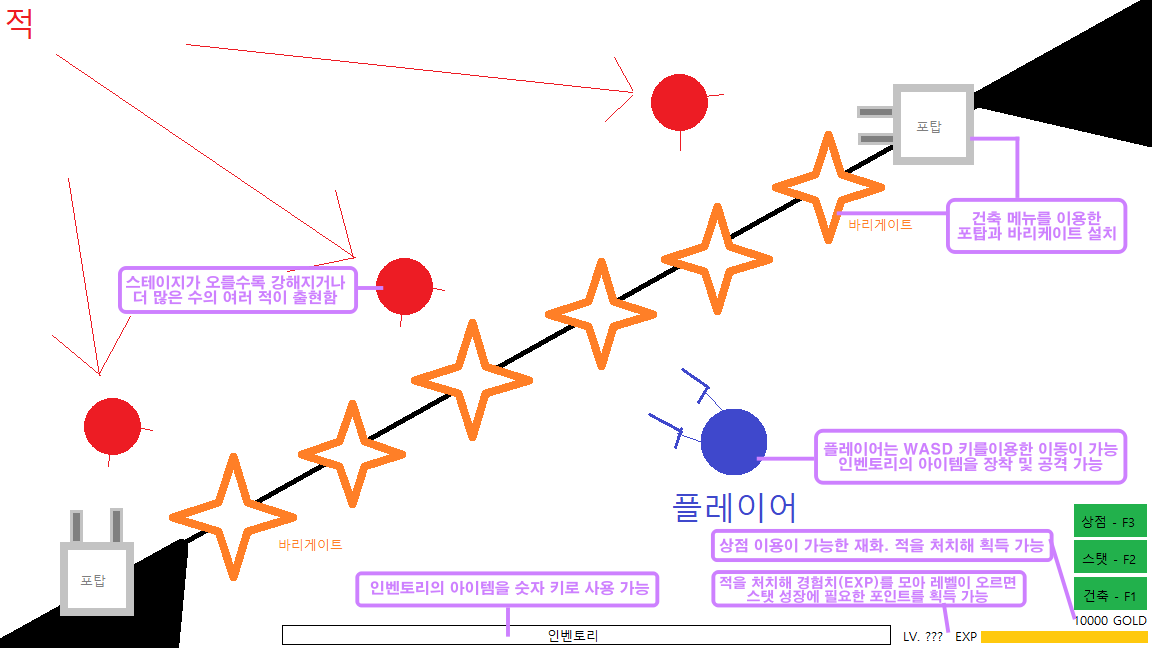 적
포탑
바리게이트
건축 메뉴를 이용한
포탑과 바리케이트 설치
스테이지가 오를수록 강해지거나
더 많은 수의 여러 적이 출현함
플레이어는 WASD 키를이용한 이동이 가능
인벤토리의 아이템을 장착 및 공격 가능
플레이어
바리게이트
포탑
상점 - F3
스탯 - F2
건축 - F1
상점 이용이 가능한 재화. 적을 처치해 획득 가능
적을 처치해 경험치(EXP)를 모아 레벨이 오르면
스탯 성장에 필요한 포인트를 획득 가능
인벤토리의 아이템을 숫자 키로 사용 가능
10000 GOLD
인벤토리
LV. ??? EXP